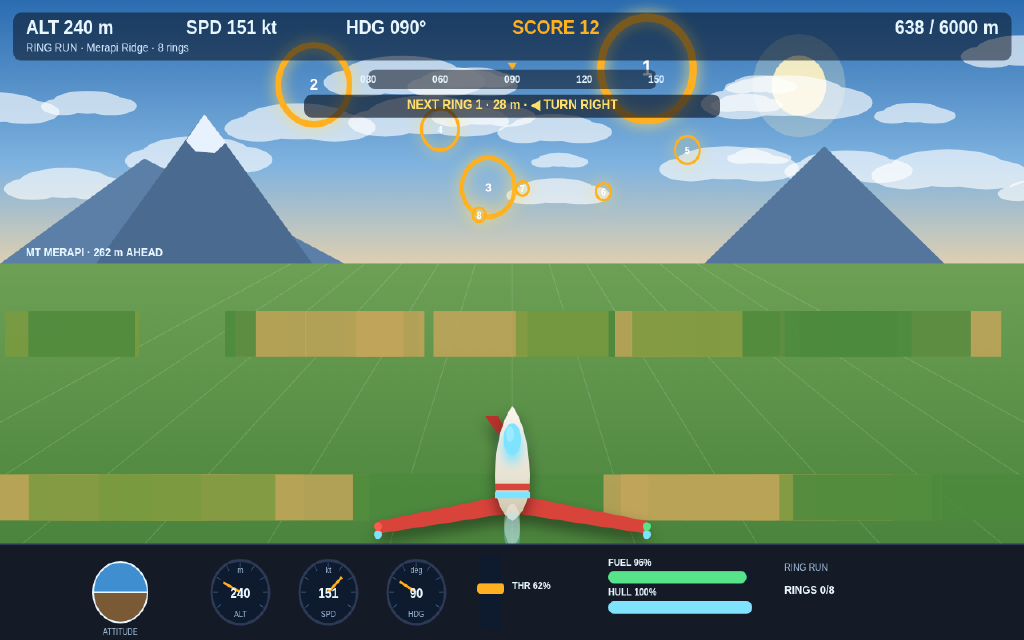 ALT 240 m SPD 151 kt HDG 090° SCORE 12 638 / 6000 m
RING RUN · Merapi Ridge · 8 rings
1
2
030 060 090 120 150
NEXT RING 1 · 28 m · ◀ TURN RIGHT
4
5
3
7
6
8
MT MERAPI · 262 m AHEAD
m
240
ALT
kt
151
SPD
deg
90
HDG
ATTITUDE
THR 62%
FUEL 96%
HULL 100%
RING RUN
RINGS 0/8